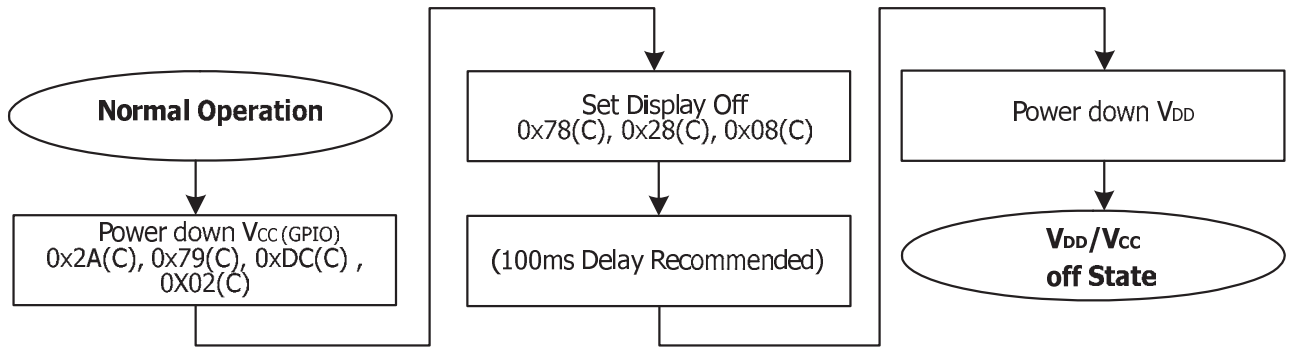 Normal Operation
Power down VCC (GPIO)
0x2A(C), 0x79(C), 0xDC(C) ,
0X02(C)
Set Display Off
0x78(C), 0x28(C), 0x08(C)
(100ms Delay Recommended)
Power down VDD
VDD/VCC
off State